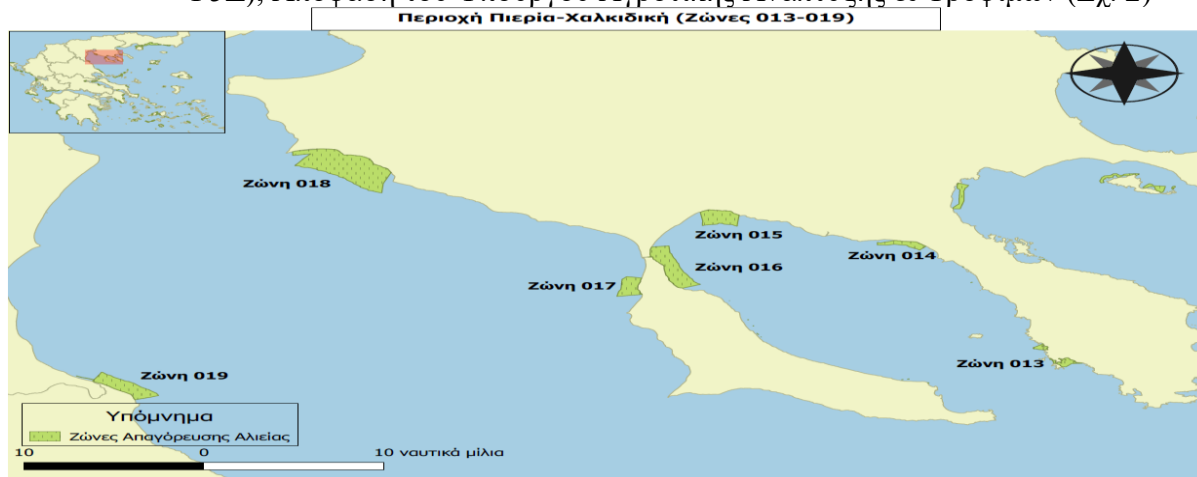 Περιοχή Πιερία-Χαλκιδική (Ζώνες 013-019)
Ζώνη 018
Ζώνη 015
Ζώνη 014
Ζώνη 016
Ζώνη 017
Ζώνη 013
Ζώνη 019
Υπόμνημα
Ζώνες Απαγόρευσης Αλιείας
10 0 10 ναυτικά μίλια